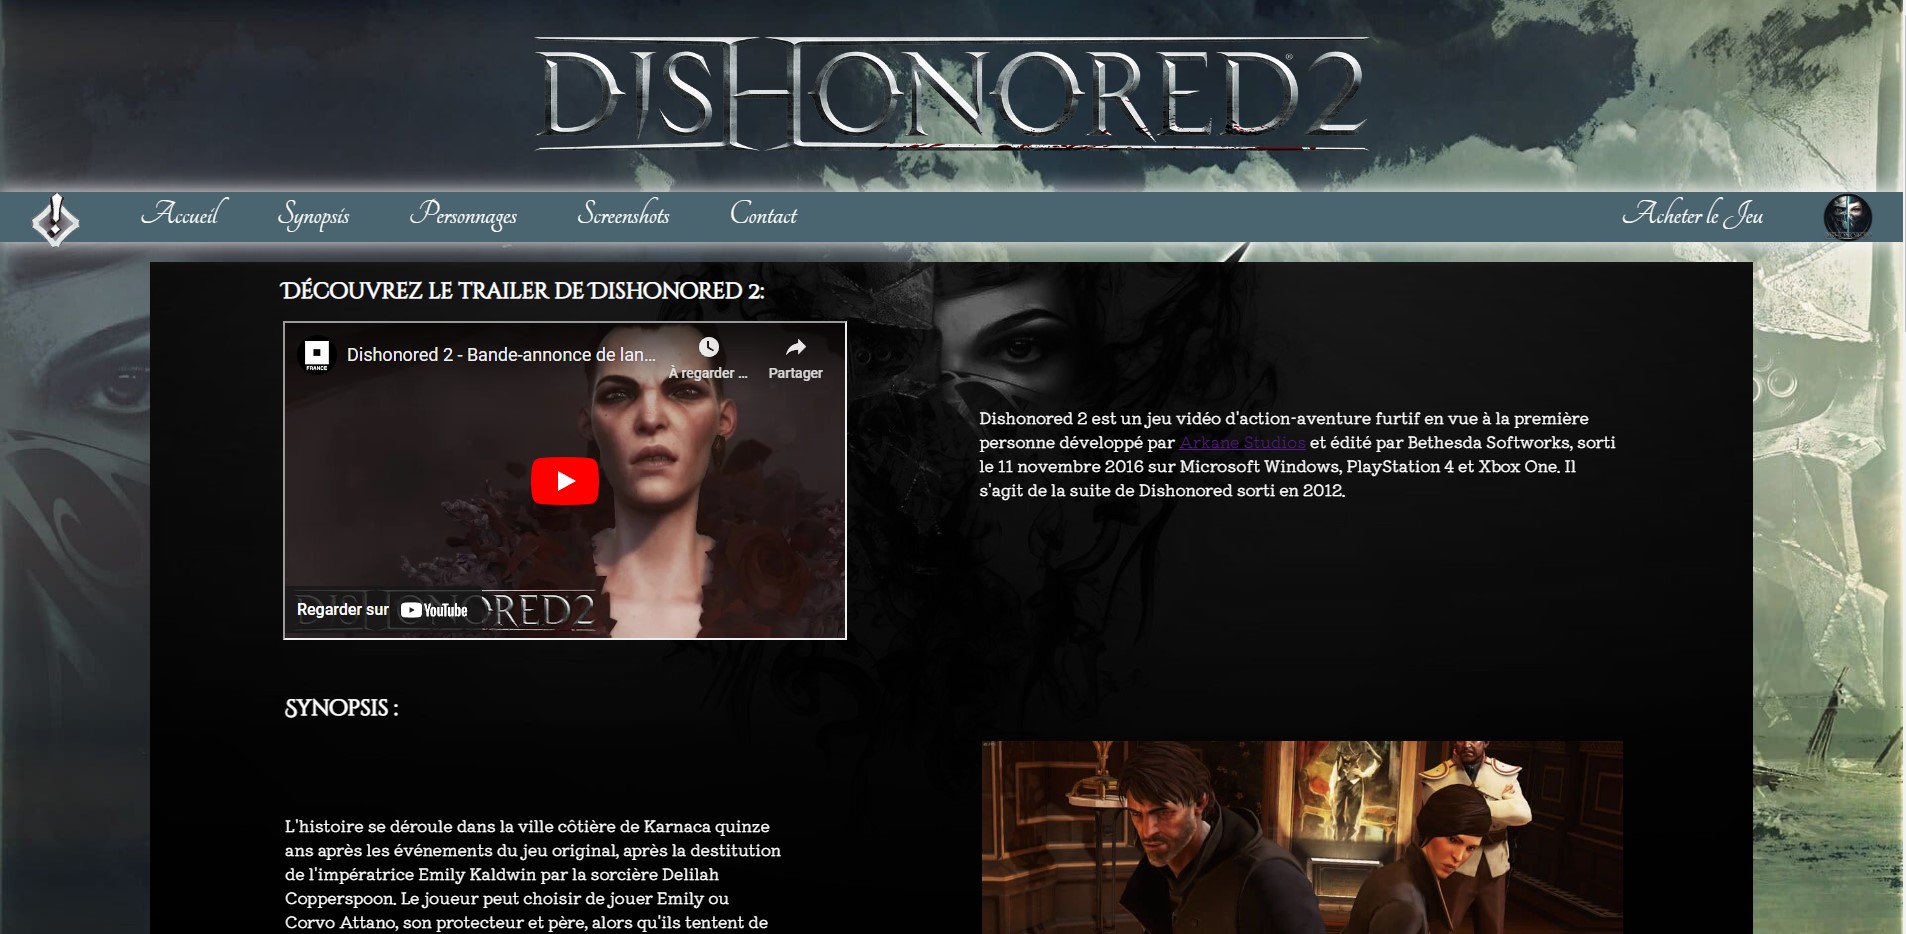 DISHONORED 2
Accueil
Synopsis
Personnages
Screenshots
Contact
Acheter le Jeu
DÉCOUVREZ LE TRAILER DE DISHONORED 2:
Dishonored 2 - Bande-annonce de lan...
À regarder ...
Partager
FRANCE
Regarder sur YouTube
DISHONORED 2
Dishonored 2 est un jeu vidéo d'action-aventure furtif en vue à la première
personne développé par Arkane Studios et édité par Bethesda Softworks, sorti
le 11 novembre 2016 sur Microsoft Windows, PlayStation 4 et Xbox One. Il
s'agit de la suite de Dishonored sorti en 2012.
SYNOPSIS :
L'histoire se déroule dans la ville côtière de Karnaca quinze
ans après les événements du jeu original, après la destitution
de l'impératrice Emily Kaldwin par la sorcière Delilah
Copperspoon. Le joueur peut choisir de jouer Emily ou
Corvo Attano, son protecteur et père, alors qu'ils tentent de